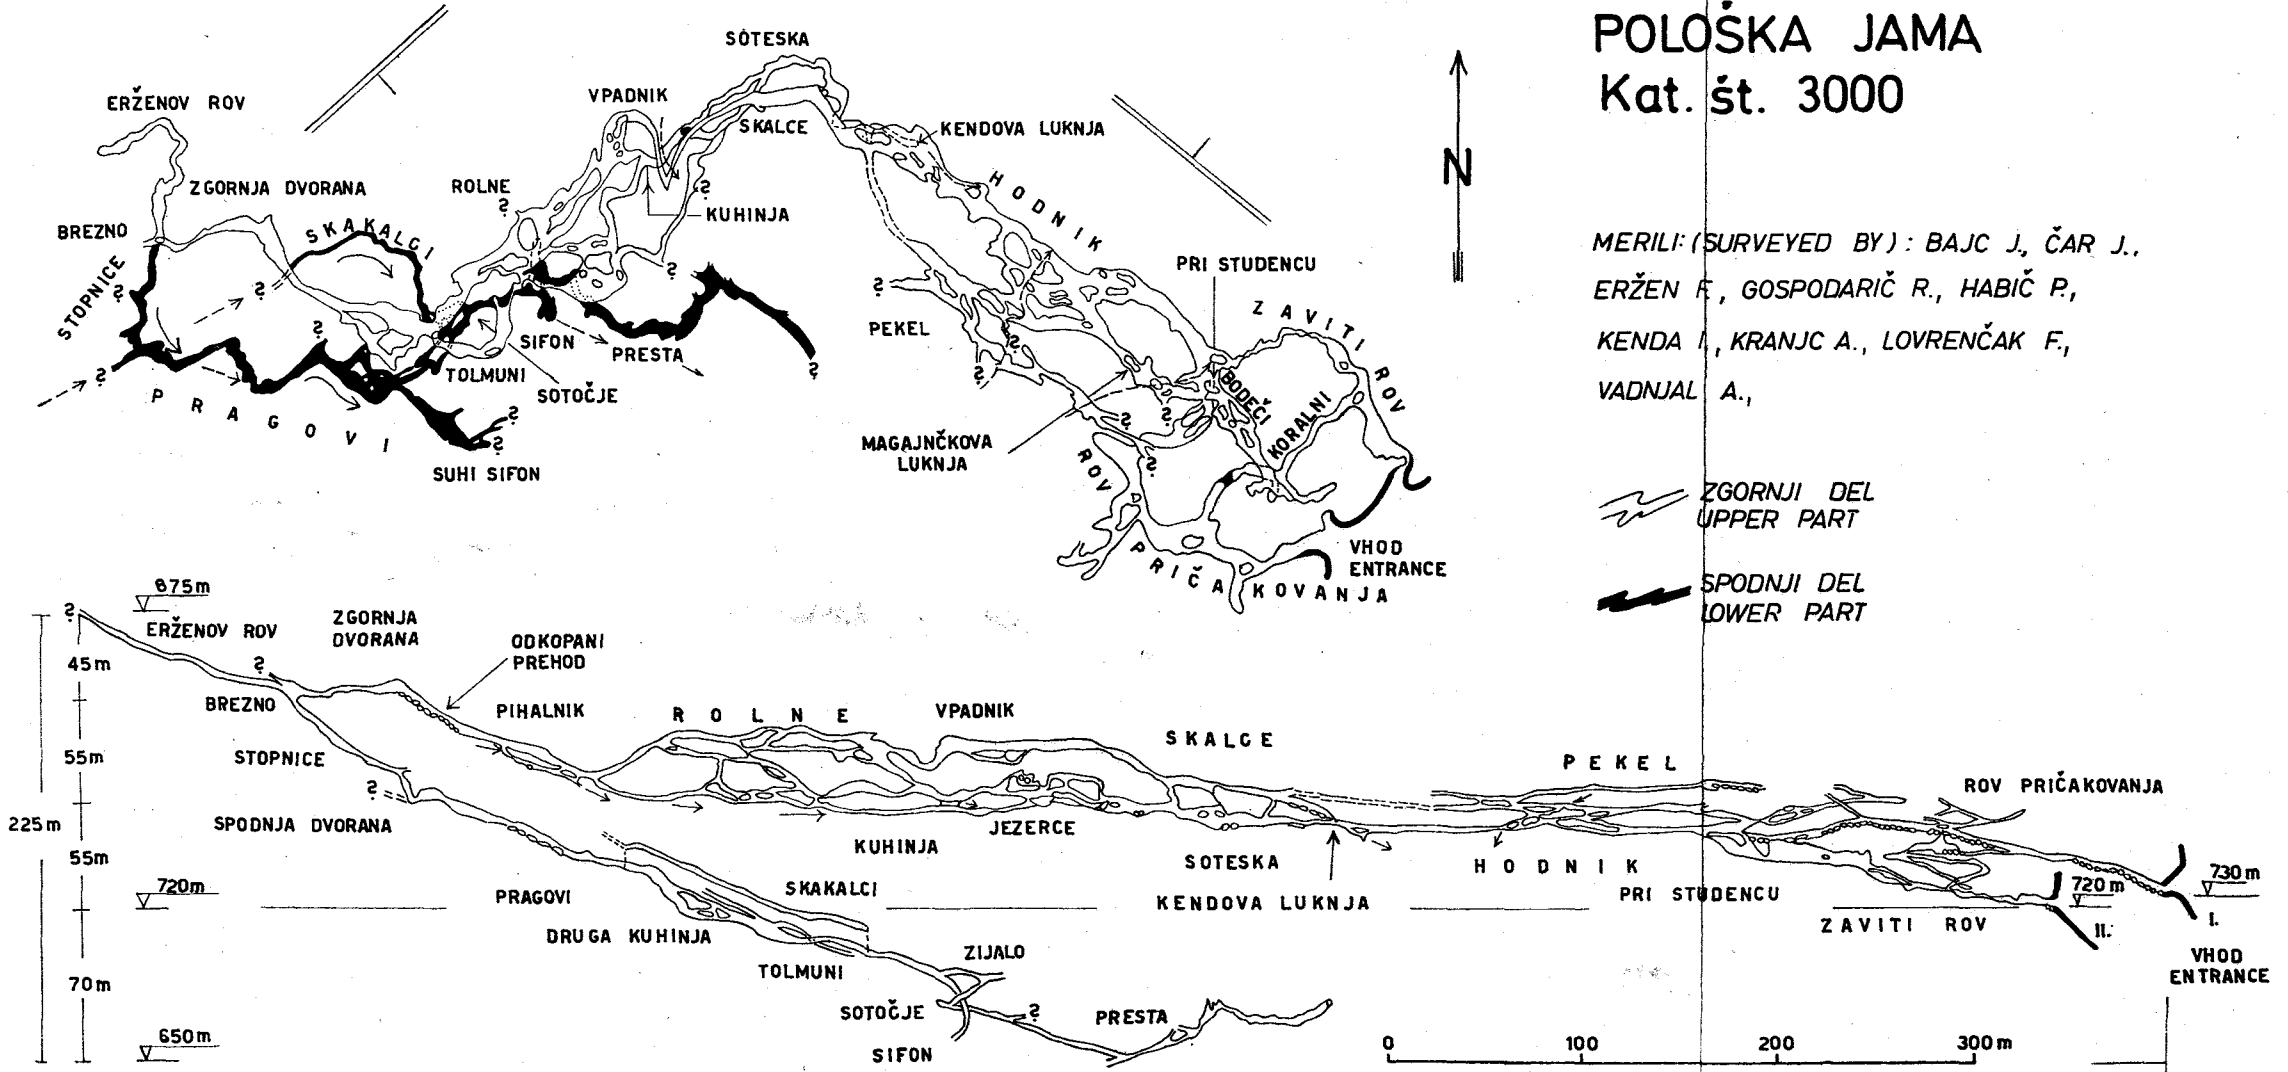 POLOŠKA JAMA
Kat. št. 3000
MERILI: (SURVEYED BY) : BAJC J., ČAR J.,
ERŽEN F., GOSPODARIČ R., HABIČ P.,
KENDA I., KRANJC A., LOVRENČAK F.,
VADNJAL A.,
ZGORNJI DEL
UPPER PART
SPODNJI DEL
LOWER PART
N
SOTESKA
ERŽENOV ROV
VPADNIK
SKALCE
KENDOVA LUKNJA
ZGORNJA DVORANA
ROLNE
?
HODNIK
?
KUHINJA
BREZNO
SKAKALCI
STOPNICE
?
?
?
?
PRI STUDENCU
ZAVITI ROV
PEKEL
?
?
SIFON
PRESTA
?
?
?
TOLMUNI
SOTOČJE
PRAGOVI
?
?
SUHI SIFON
BODEČI
KORALNI
?
?
?
MAGAJNČKOVA
LUKNJA
ROV
PRIČAKOVANJA
VHOD
ENTRANCE
875m
?
ERŽENOV ROV
ZGORNJA
DVORANA
ODKOPANI
PREHOD
45m
?
BREZNO
PIHALNIK
ROLNE
VPADNIK
SKALCE
STOPNICE
55m
?
PEKEL
ROV PRIČAKOVANJA
225m
SPODNJA DVORANA
JEZERCE
KUHINJA
55m
SOTESKA
HODNIK
720m
PRAGOVI
SKAKALCI
KENDOVA LUKNJA
PRI STUDENCU
720m
730m
DRUGA KUHINJA
ZAVITI ROV
II.
I.
ZIJALO
TOLMUNI
VHOD
ENTRANCE
70m
SOTOČJE
?
PRESTA
650m
SIFON
0 100 200 300m